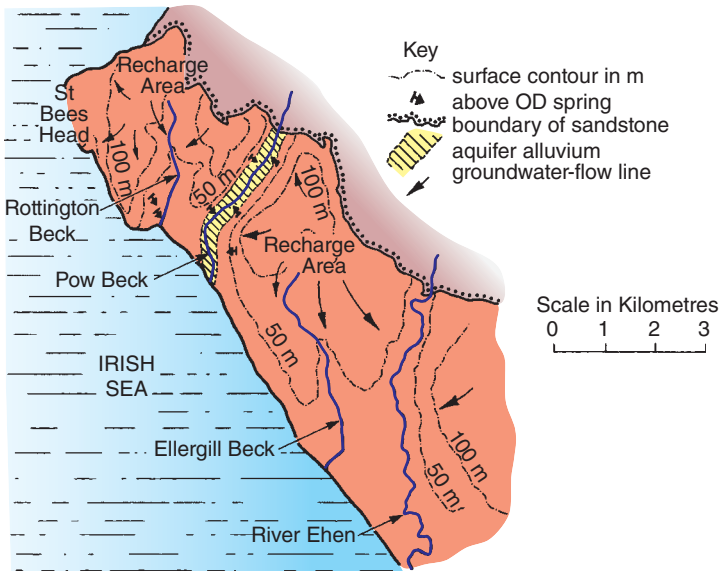 Recharge
Area
St
Bees
Head
100 m
50 m
100 m
Rottington
Beck
Recharge
Area
Pow Beck
50 m
IRISH
SEA
Ellergill Beck
100 m
50 m
River Ehen
Key
surface contour in m
above OD spring
boundary of sandstone
aquifer alluvium
groundwater-flow line
Scale in Kilometres
0 1 2 3